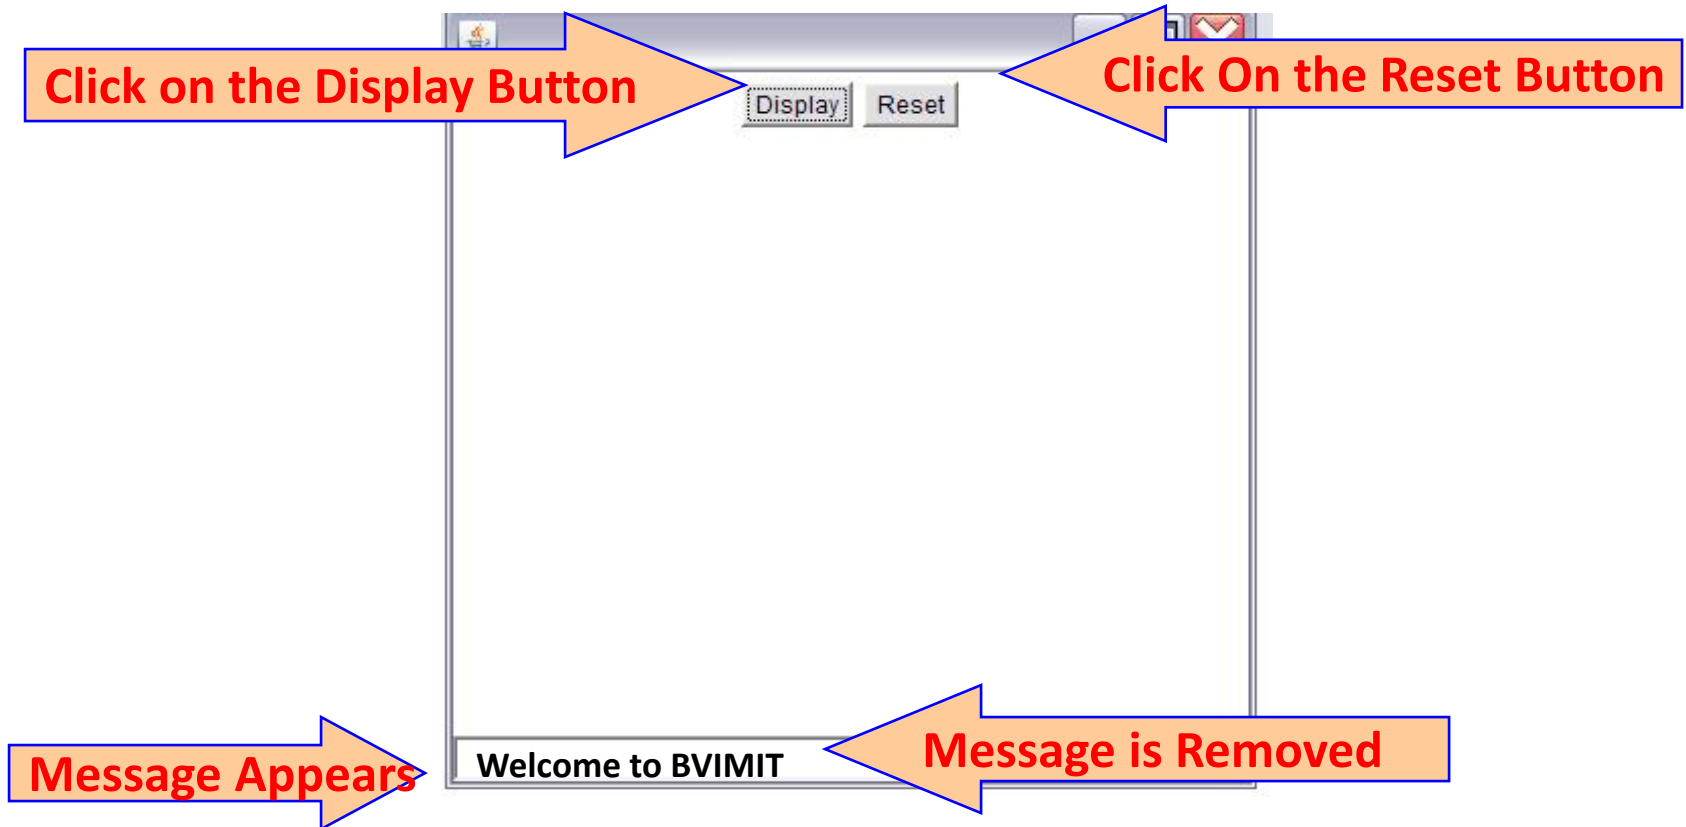 Click on the Display Button
Click On the Reset Button
Display
Reset
Message Appears
Welcome to BVIMIT
Message is Removed